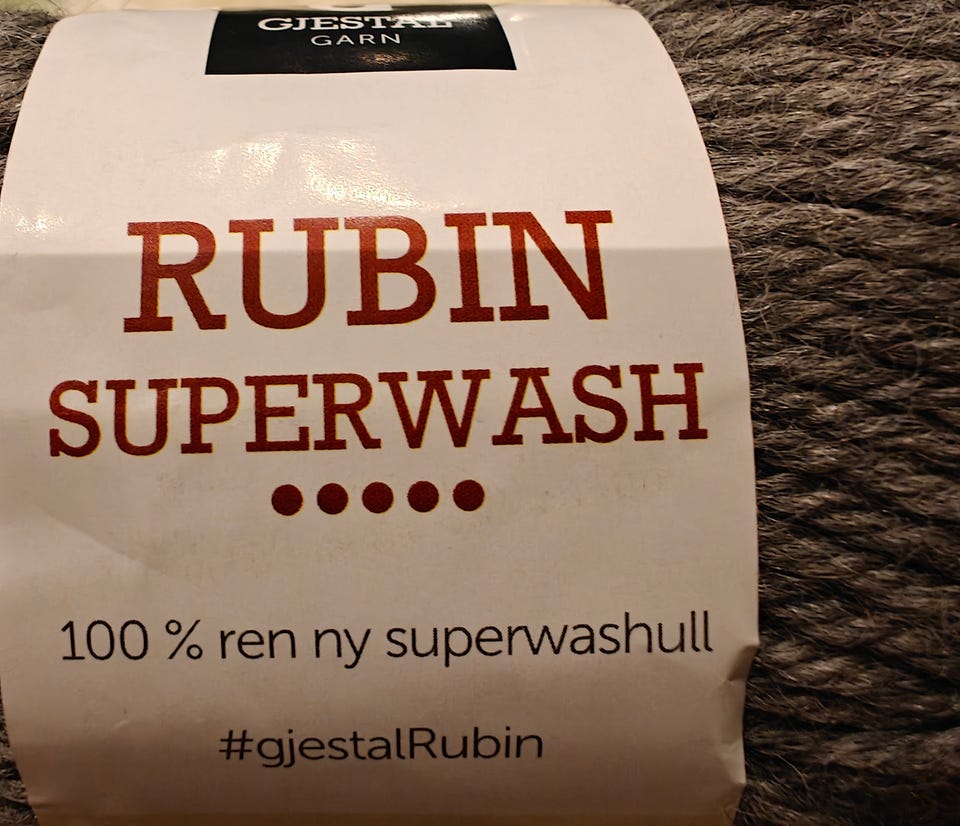 GJESTAL
GARN
RUBIN
SUPERWASH
100 % ren ny superwashull
#gjestalRubin